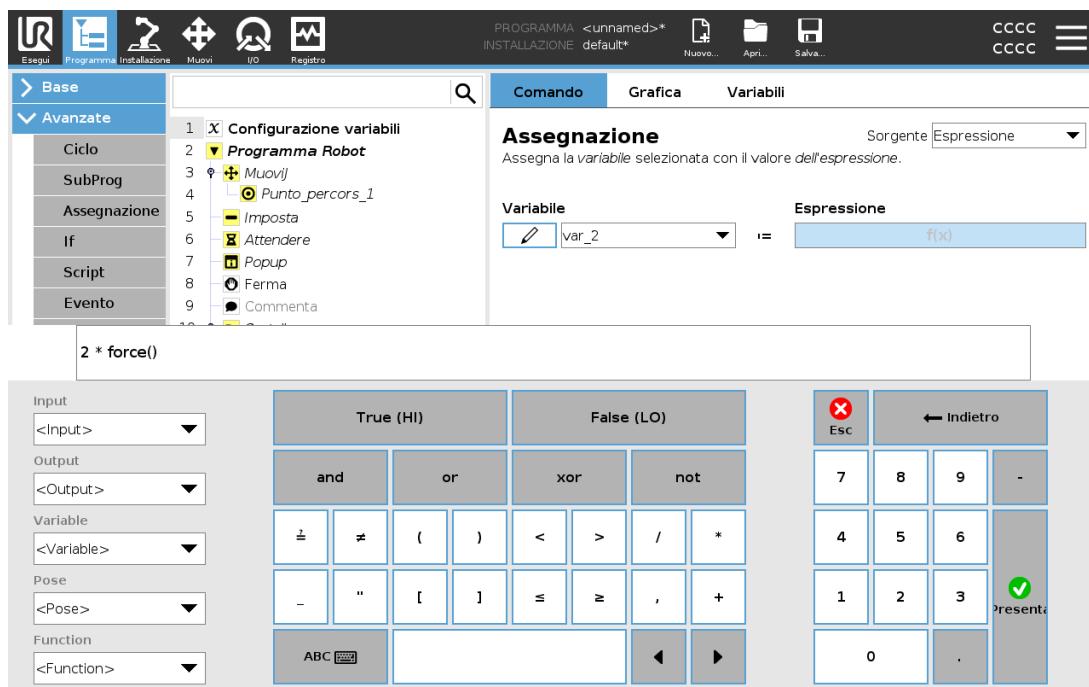 PROGRAMMA <unnamed>*
INSTALLAZIONE default*
CCCC
CCCC
Esegui Programma Installazione Muovi I/O Registro Nuovo... Apri... Salva...
Base
Avanzate
Ciclo
SubProg
Assegnazione
If
Script
Evento
1 X Configurazione variabili
2 Programma Robot
3 MuoviJ
4 Punto_percors_1
5 Imposta
6 Attendere
7 Popup
8 Ferma
9 Commenta
Comando Grafica Variabili
Assegnazione
Sorgente Espressione
Assegna la variabile selezionata con il valore dell'espressione.
Variabile Espressione
var_2 := f(x)
2 * force()
Input
<Input>
Output
<Output>
Variable
<Variable>
Pose
<Pose>
Function
<Function>
True (HI) False (LO)
and or xor not
≟ ≠ ( ) < > / *
_ " [ ] ≤ ≥ , +
ABC
Esc Indietro
7 8 9 -
4 5 6
1 2 3
Presenta
0 .